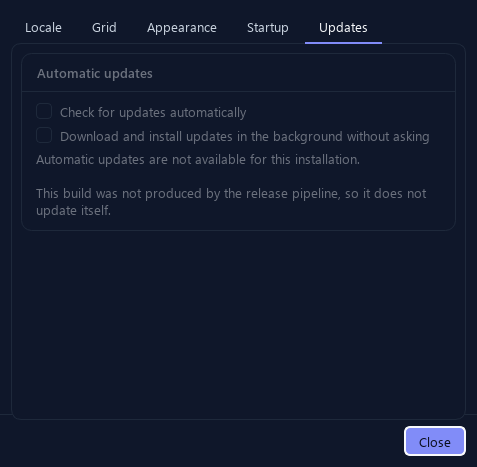 Locale Grid Appearance Startup Updates
Automatic updates
Check for updates automatically
Download and install updates in the background without asking
Automatic updates are not available for this installation.
This build was not produced by the release pipeline, so it does not
update itself.
Close